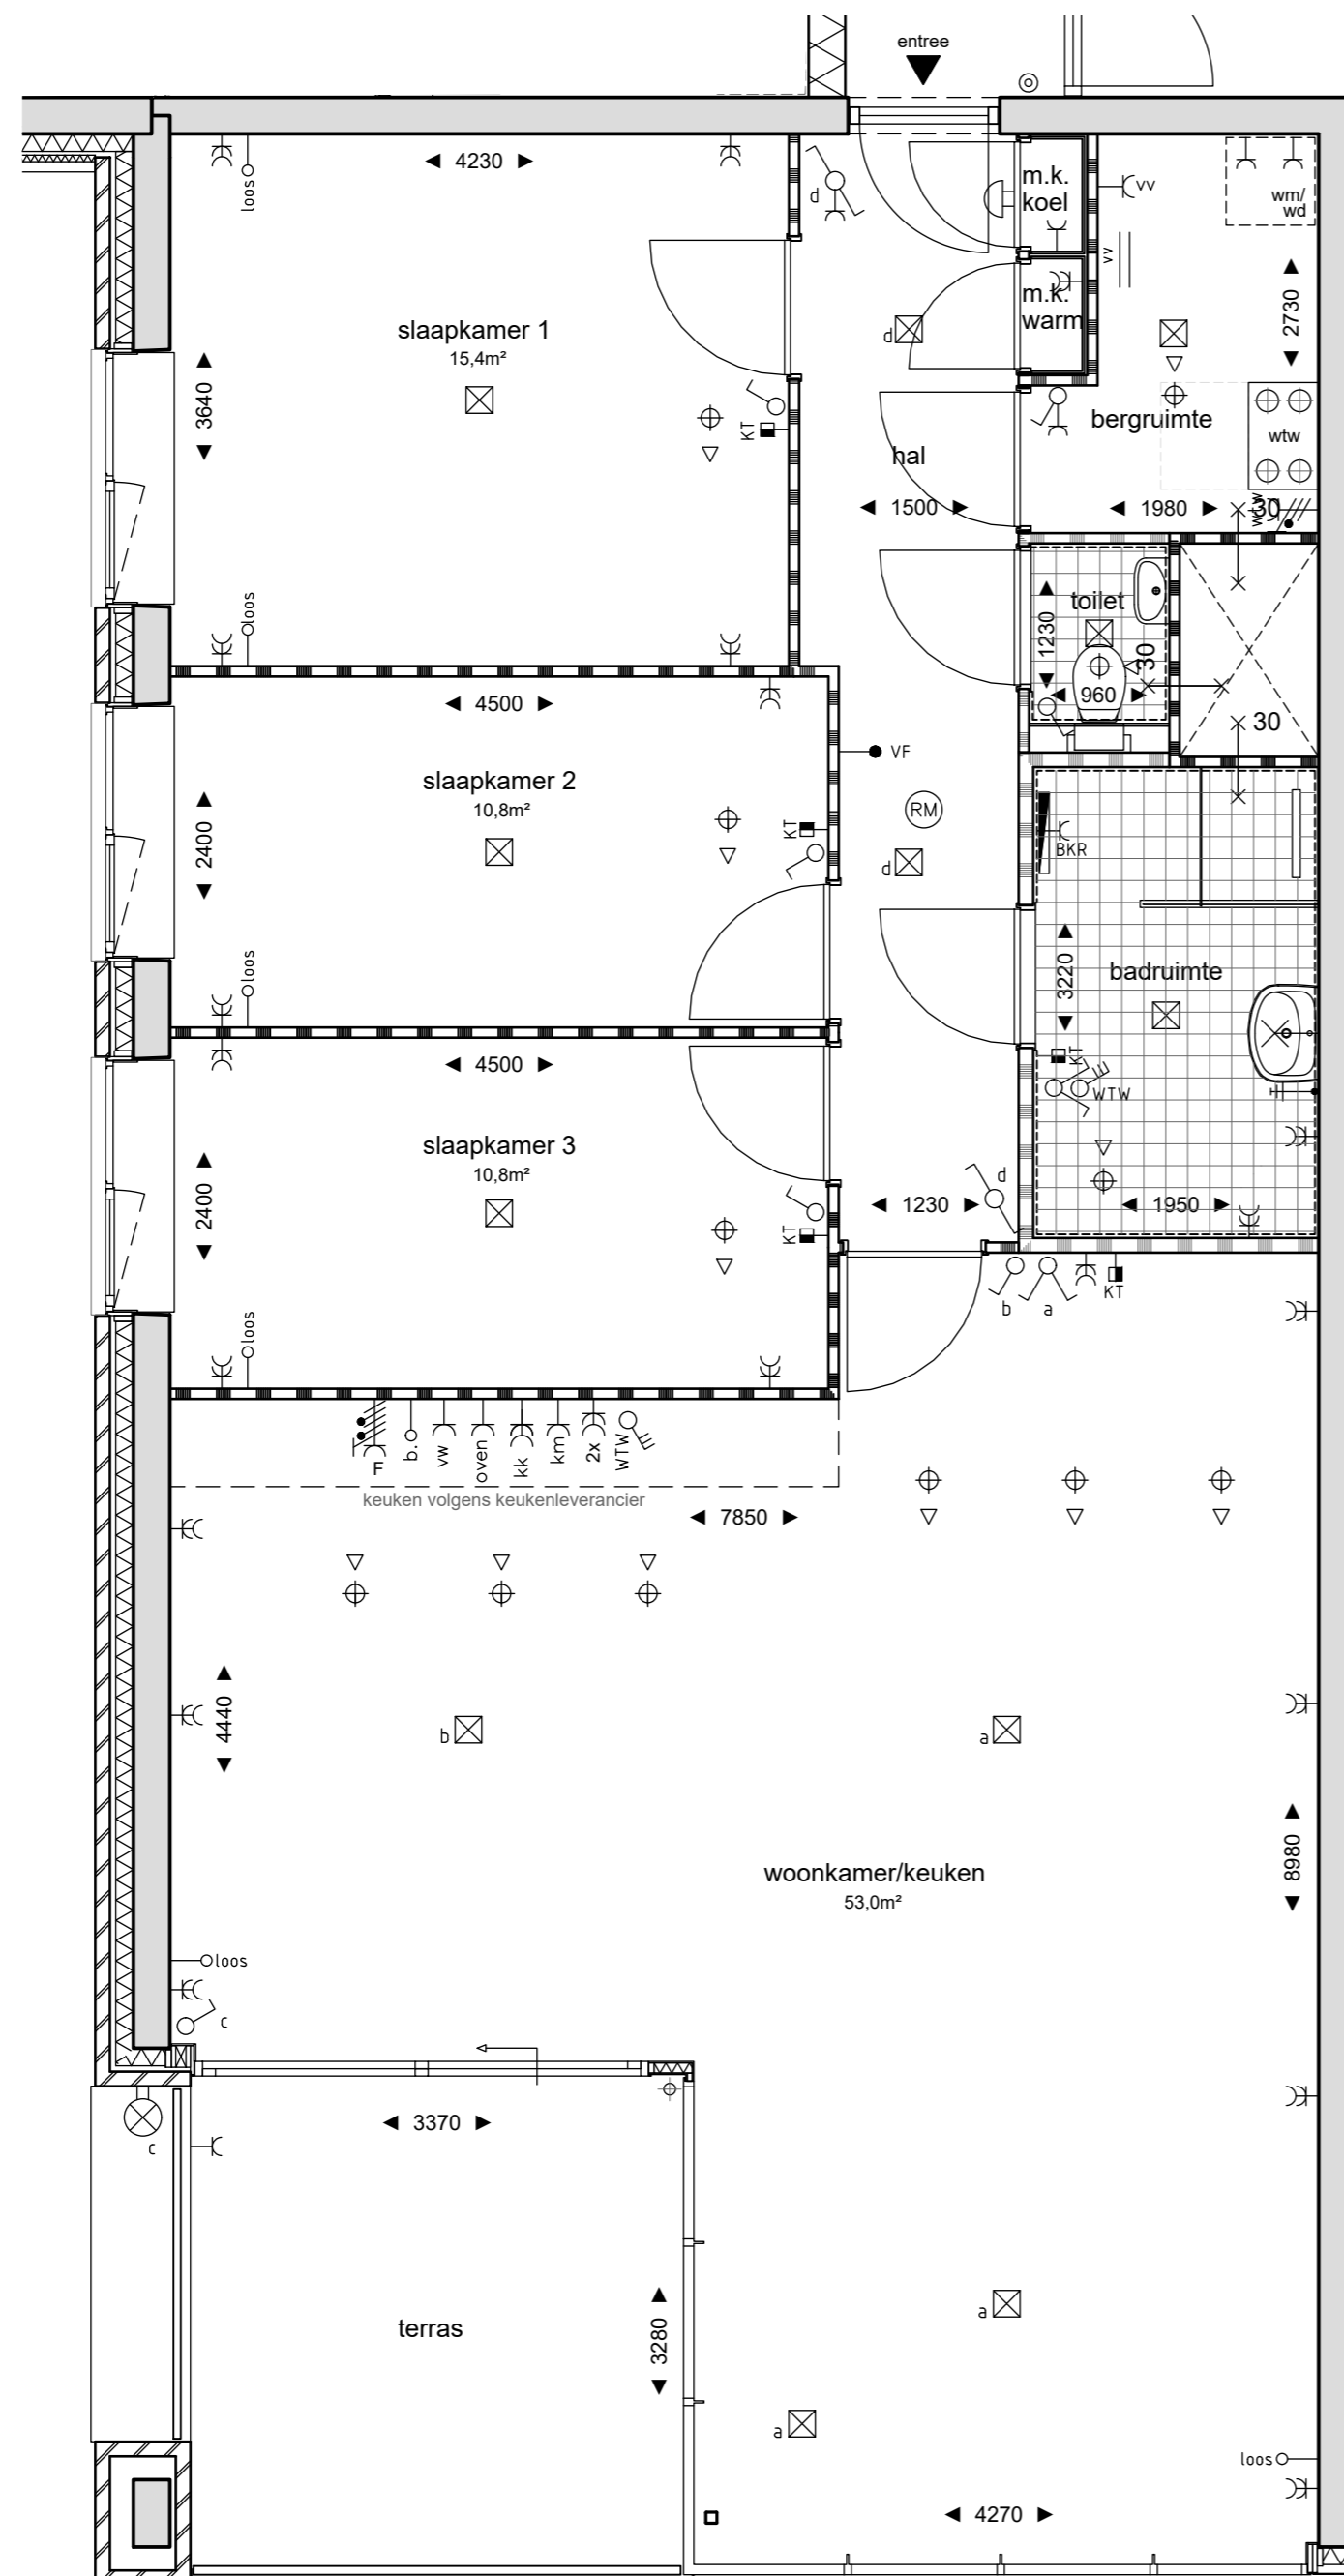 entree
4230
loos
d
m.k.
koel
vv
wm/
wd
vv
m.k.
warm
2730
d
slaapkamer 1
15,4m²
3640
KT
bergruimte
wtw
hal
1500
1980
30
loos
toilet
1230
30
960
30
4500
VF
slaapkamer 2
10,8m²
2400
KT
RM
d
BKR
loos
badruimte
3220
KT
WTW
4500
slaapkamer 3
10,8m²
2400
KT
1230
d
1950
b
a
KT
loos
F
b.
vw
oven
kk
km
2x
WTW
keuken volgens keukenleverancier
7850
4440
b
a
woonkamer/keuken
53,0m²
8980
loos
c
3370
c
terras
3280
a
a
loos
4270